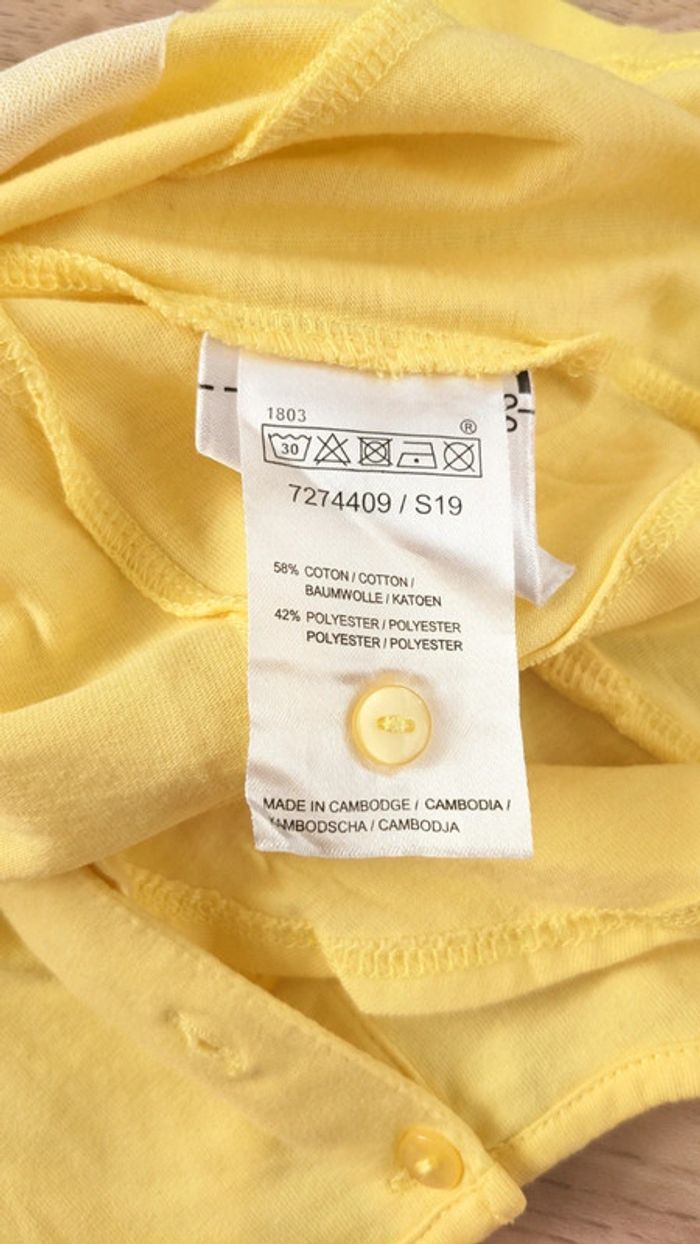 1803
®
30
7274409 / S19
58% COTON / COTTON /
BAUMWOLLE / KATOEN
42% POLYESTER / POLYESTER
POLYESTER / POLYESTER
MADE IN CAMBODGE / CAMBODIA /
KAMBODSCHA / CAMBODJA